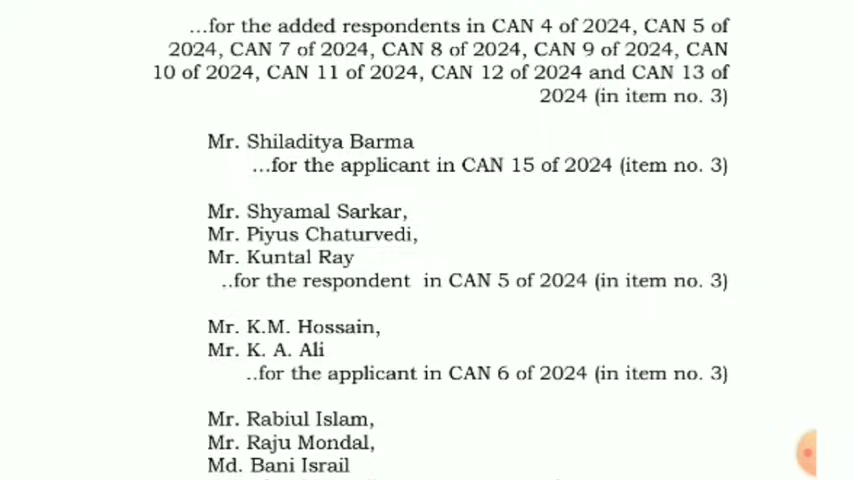 ...for the added respondents in CAN 4 of 2024, CAN 5 of
2024, CAN 7 of 2024, CAN 8 of 2024, CAN 9 of 2024, CAN
10 of 2024, CAN 11 of 2024, CAN 12 of 2024 and CAN 13 of
2024 (in item no. 3)
Mr. Shiladitya Barma
...for the applicant in CAN 15 of 2024 (item no. 3)
Mr. Shyamal Sarkar,
Mr. Piyus Chaturvedi,
Mr. Kuntal Ray
..for the respondent in CAN 5 of 2024 (in item no. 3)
Mr. K.M. Hossain,
Mr. K. A. Ali
..for the applicant in CAN 6 of 2024 (in item no. 3)
Mr. Rabiul Islam,
Mr. Raju Mondal,
Md. Bani Israil